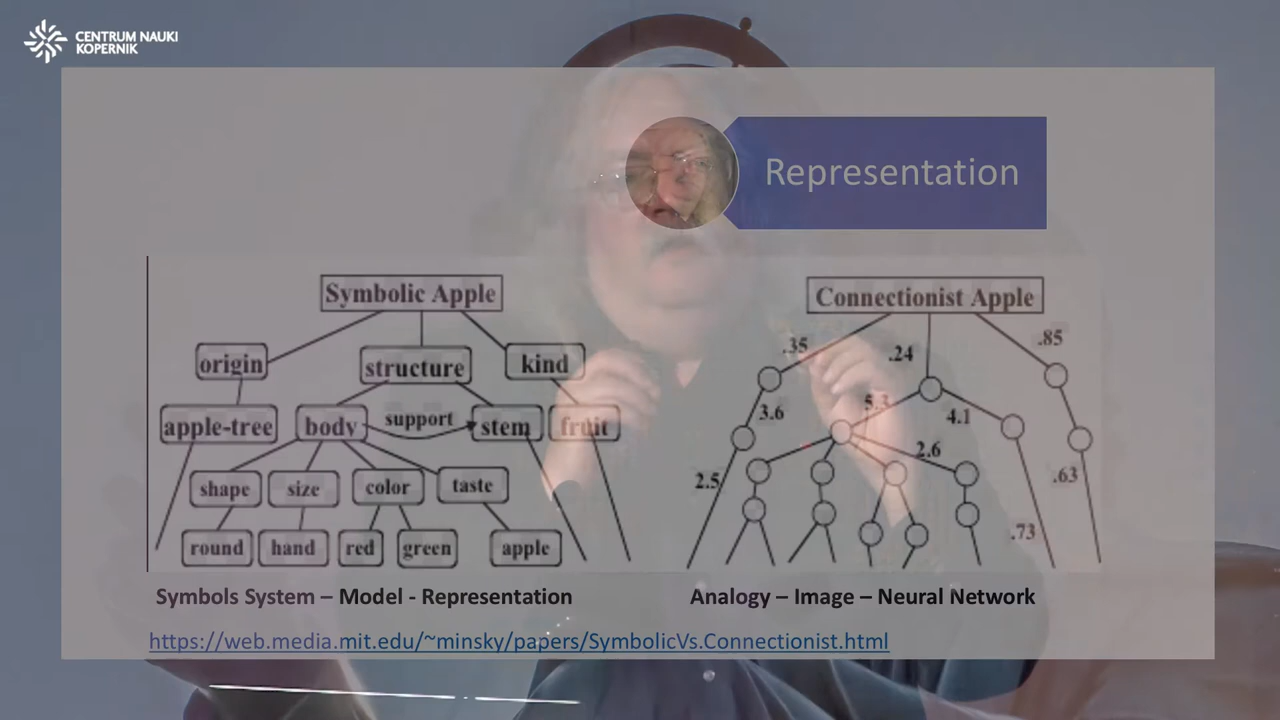 CENTRUM NAUKI
KOPERNIK
Representation
Symbolic Apple
origin
structure
kind
apple-tree
body
support
stem
fruit
shape
size
color
taste
round
hand
red
green
apple
Connectionist Apple
.35
.24
.85
3.6
5.3
4.1
2.6
2.5
.63
.73
Symbols System – Model - Representation
Analogy – Image – Neural Network
https://web.media.mit.edu/~minsky/papers/SymbolicVs.Connectionist.html